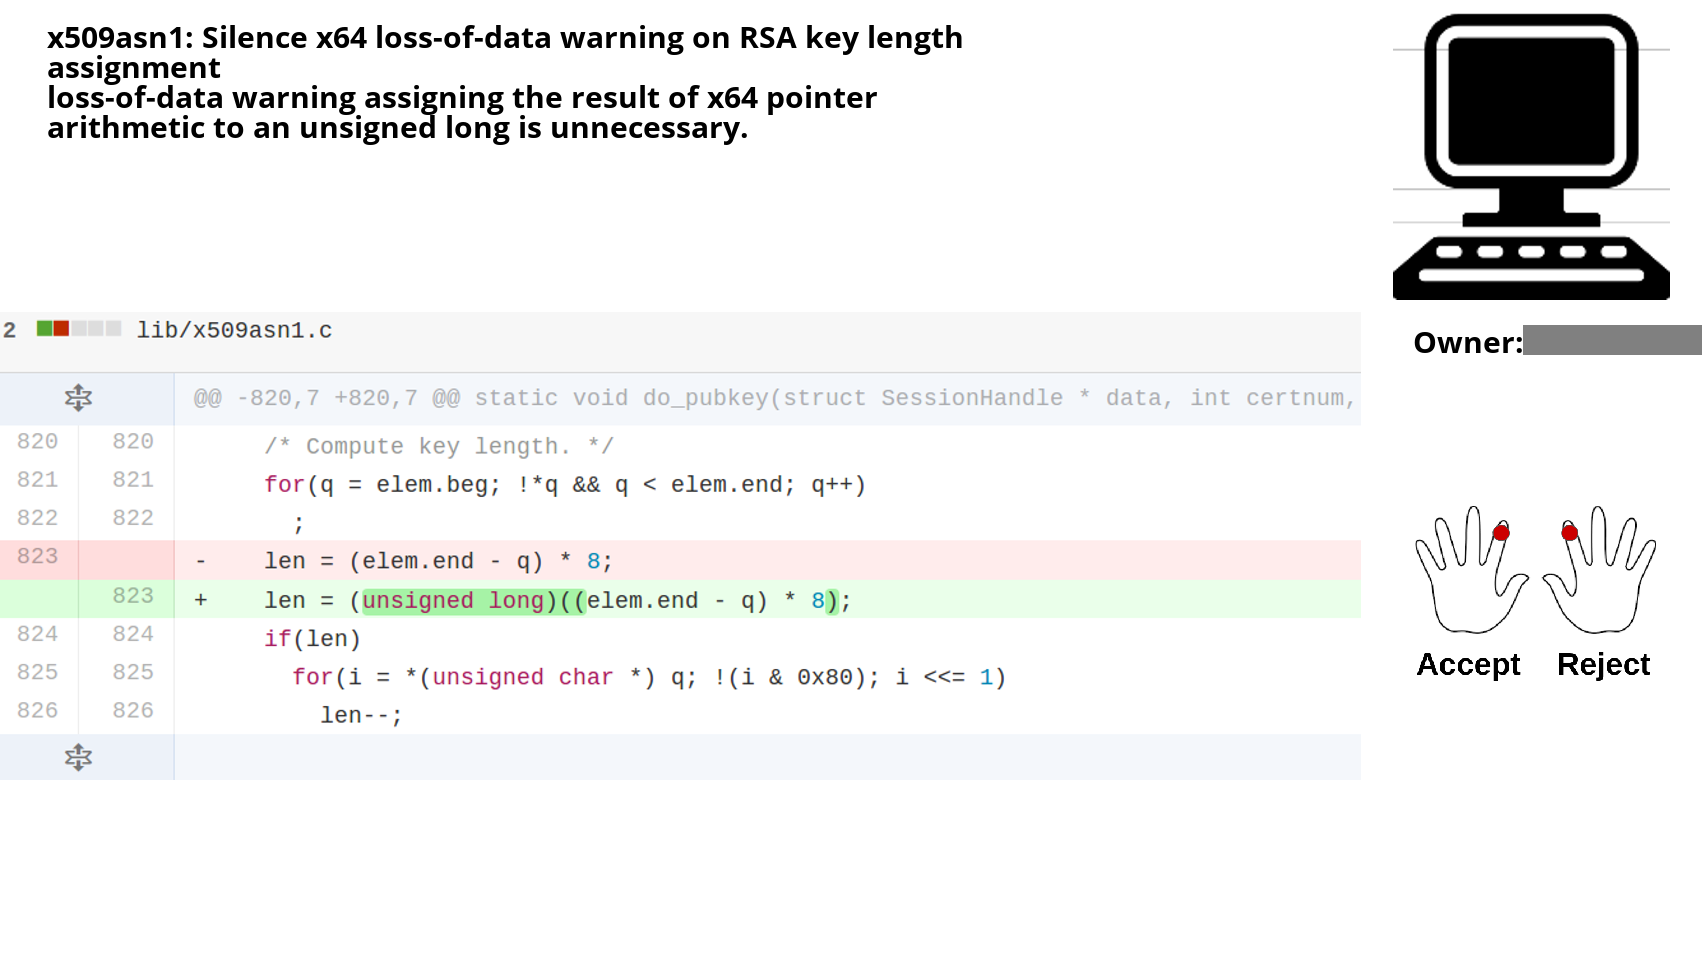 x509asn1: Silence x64 loss-of-data warning on RSA key length
assignment
loss-of-data warning assigning the result of x64 pointer
arithmetic to an unsigned long is unnecessary.
Owner:
2 lib/x509asn1.c
@@ -820,7 +820,7 @@ static void do_pubkey(struct SessionHandle * data, int certnum,
820 820 /* Compute key length. */
821 821 for(q = elem.beg; !*q && q < elem.end; q++)
822 822 ;
823 - len = (elem.end - q) * 8;
823 + len = (unsigned long)((elem.end - q) * 8);
824 824 if(len)
825 825 for(i = *(unsigned char *) q; !(i & 0x80); i <<= 1)
826 826 len--;
Accept Reject